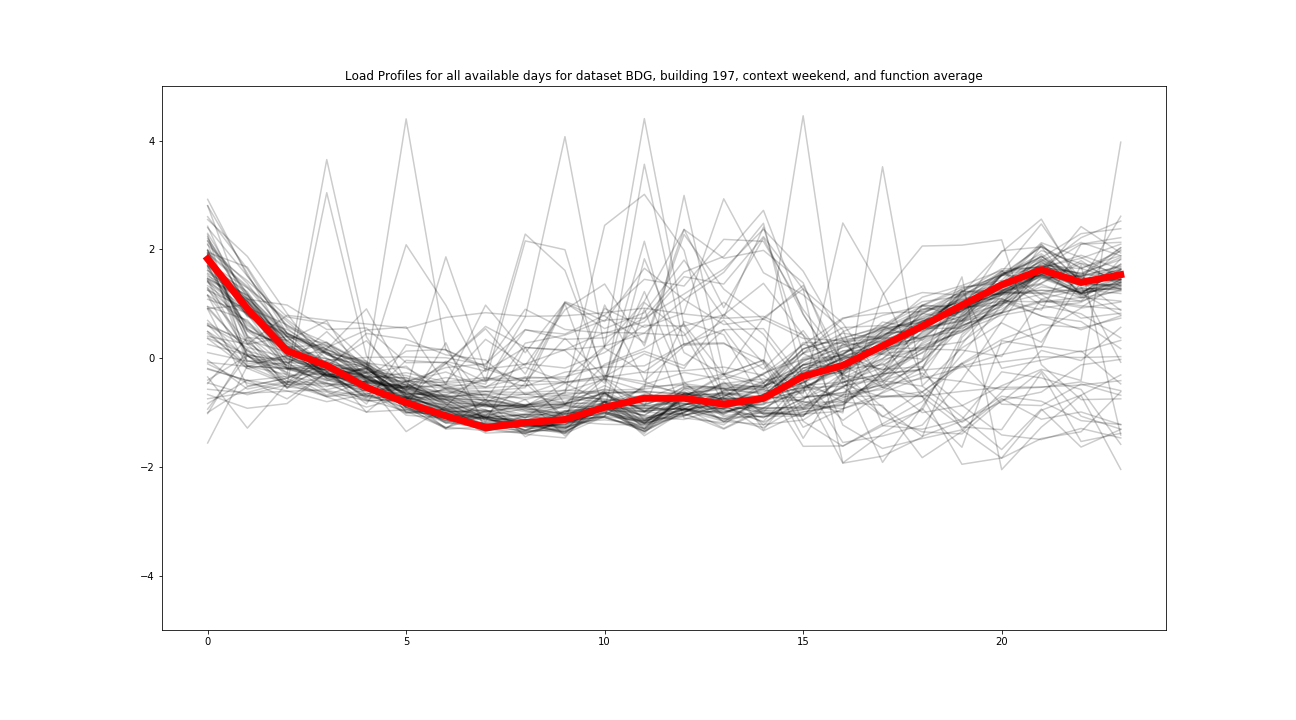 Load Profiles for all available days for dataset BDG, building 197, context weekend, and function average
4
2
0
−2
−4
0 5 10 15 20